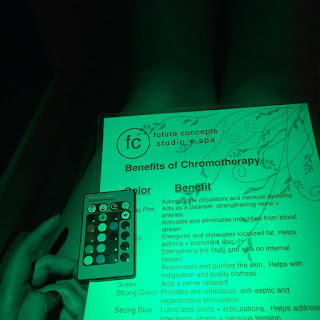 fc
future concepts
studio + spa
Benefits of Chromotherapy
Color Benefit
Activates the circulatory and nervous systems.
Pink Acts as a cleanser, strengthening veins +
arteries.
Activates and eliminates impurities from blood
stream.
Energizes and eliminates localized fat. Helps
asthma + bronchitis also.
Strengthens the body and acts on internal
tissues.
Reactivates and purifies the skin. Helps with
indigestion and bodily distress.
Green Acts as a nerve relaxant.
Strong Green Provides anti-infectious, anti-septic and
regenerative stimulation
Strong Blue Lubricates joints + articulations. Helps address
infections, stress + nervous tension.